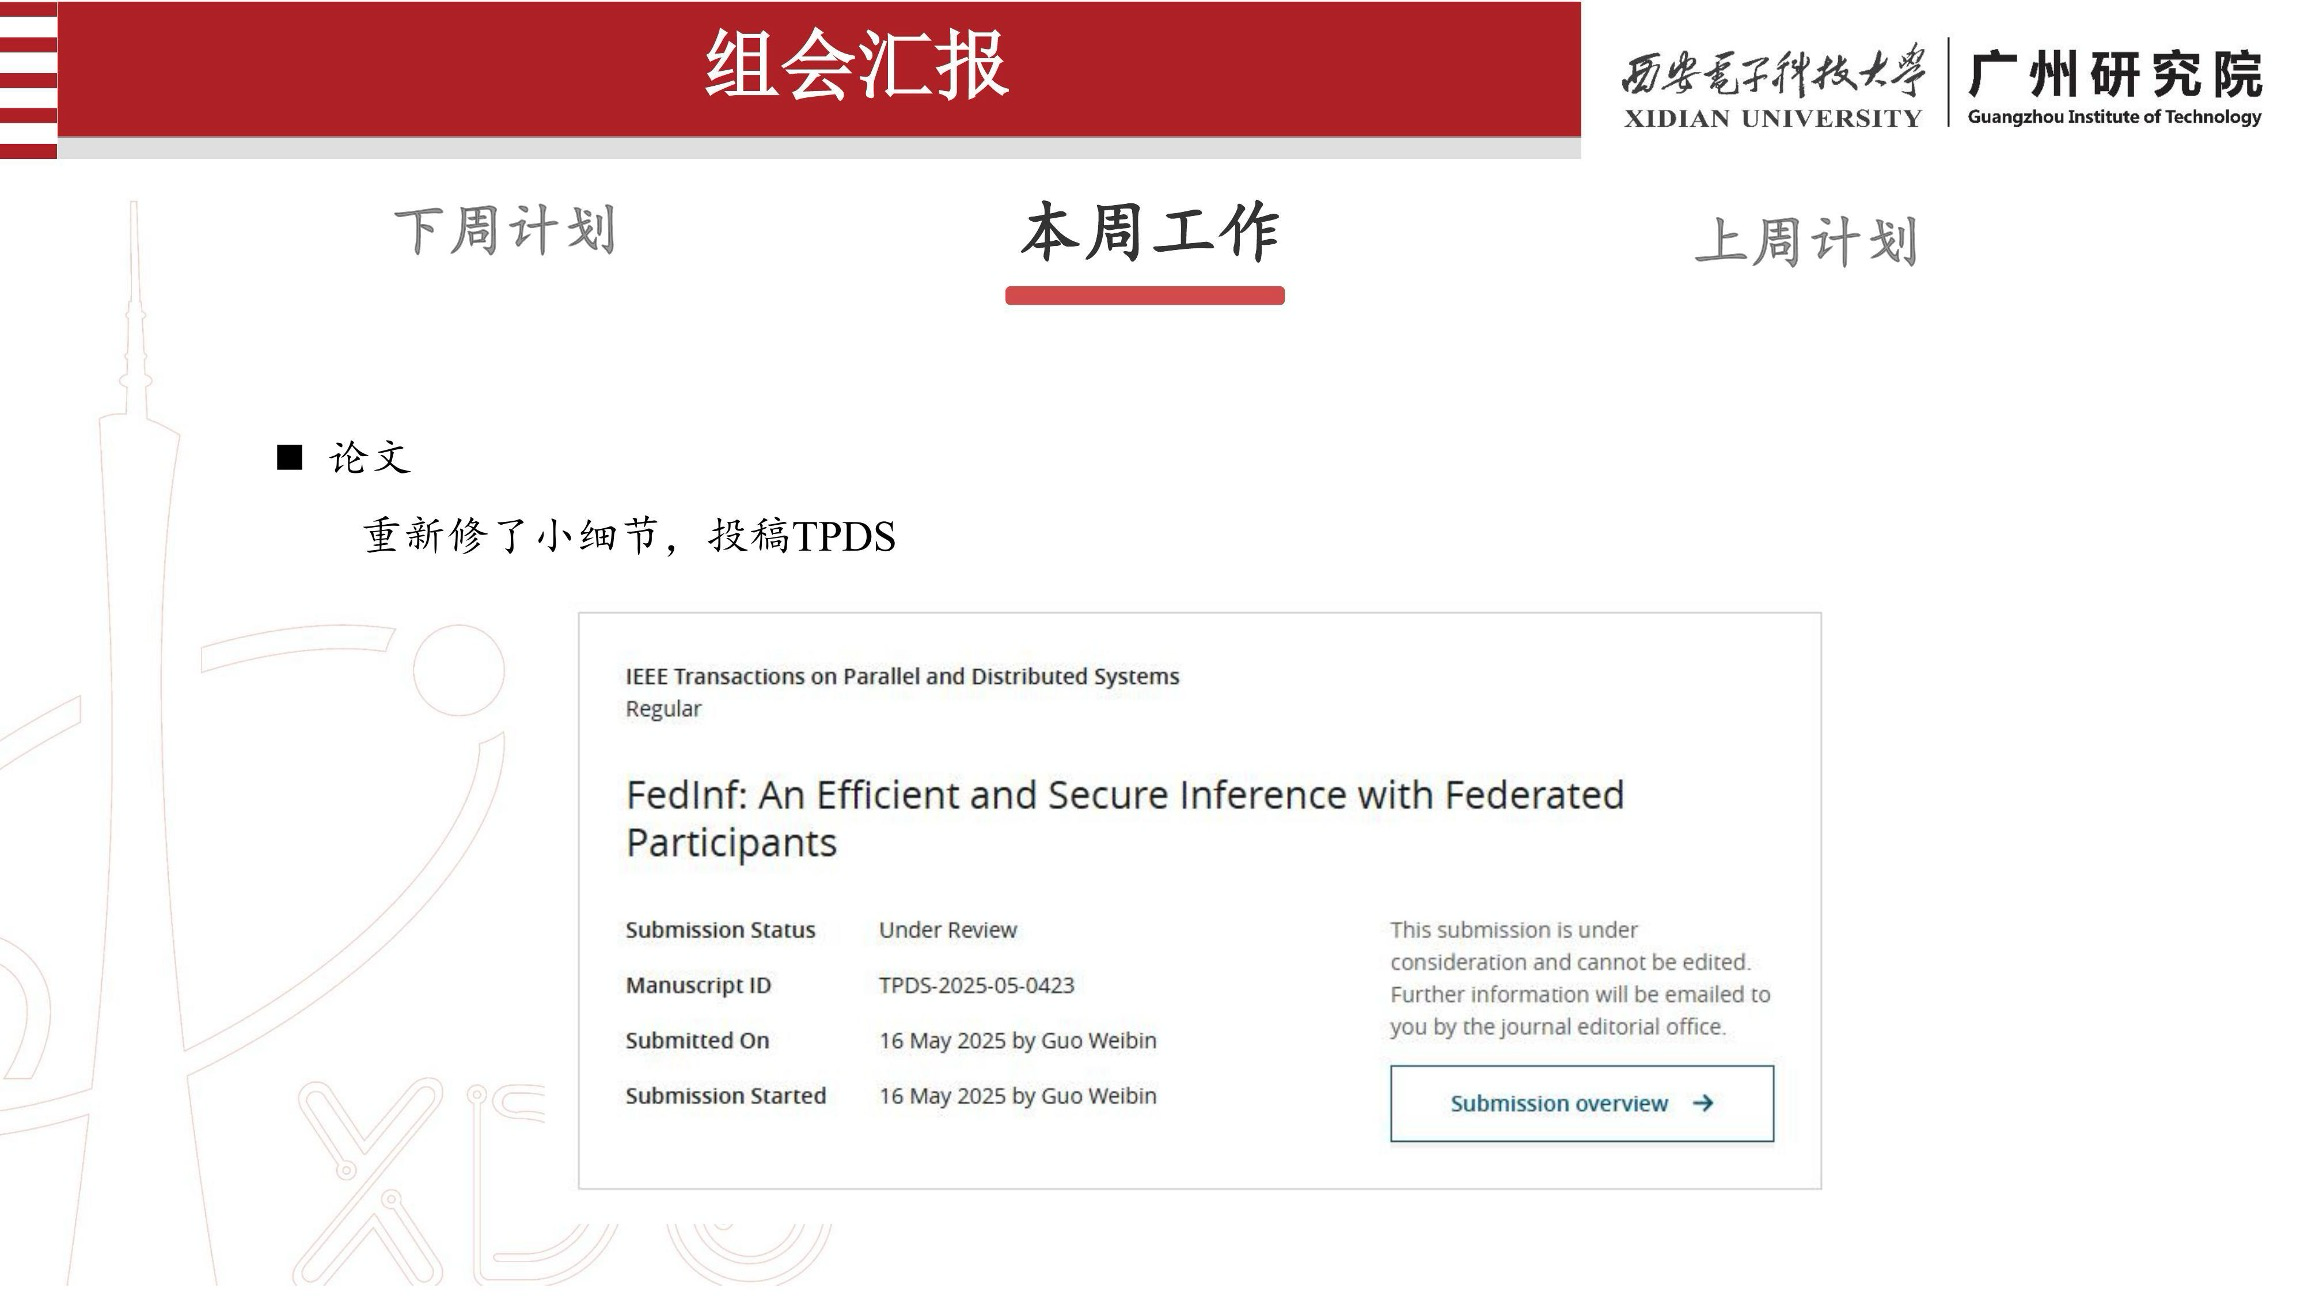 组会汇报
西安電子科技大学
XIDIAN UNIVERSITY
广州研究院
Guangzhou Institute of Technology
下周计划
本周工作
上周计划
■ 论文
重新修了小细节，投稿TPDS
IEEE Transactions on Parallel and Distributed Systems
Regular
FedInf: An Efficient and Secure Inference with Federated
Participants
Submission Status Under Review
Manuscript ID TPDS-2025-05-0423
Submitted On 16 May 2025 by Guo Weibin
Submission Started 16 May 2025 by Guo Weibin
This submission is under
consideration and cannot be edited.
Further information will be emailed to
you by the journal editorial office.
Submission overview →